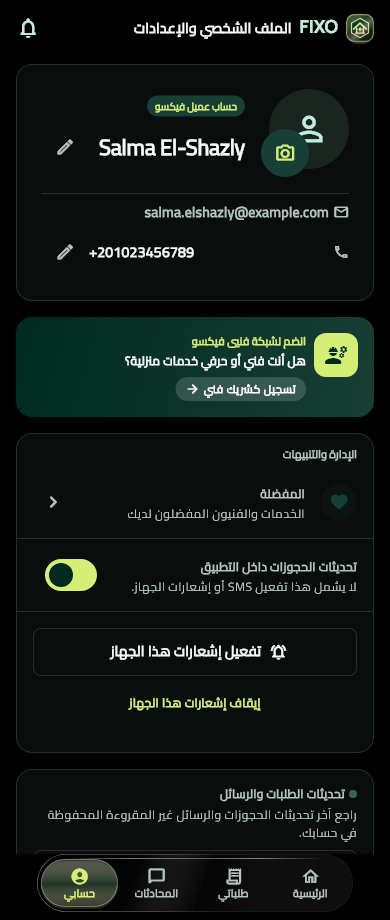 FIXO الملف الشخصي والإعدادات
حساب عميل فيكسو
Salma El-Shazly
salma.elshazly@example.com
+201023456789
انضم لشبكة فنيي فيكسو
هل أنت فني أو حرفي خدمات منزلية؟
تسجيل كشريك فني →
الإدارة والتنبيهات
المفضلة
الخدمات والفنيون المفضلون لديك
تحديثات الحجوزات داخل التطبيق
لا يشمل هذا تفعيل SMS أو إشعارات الجهاز.
تفعيل إشعارات هذا الجهاز
إيقاف إشعارات هذا الجهاز
تحديثات الطلبات والرسائل
راجع آخر تحديثات الحجوزات والرسائل غير المقروءة المحفوظة
في حسابك.
الرئيسية
طلباتي
المحادثات
حسابي